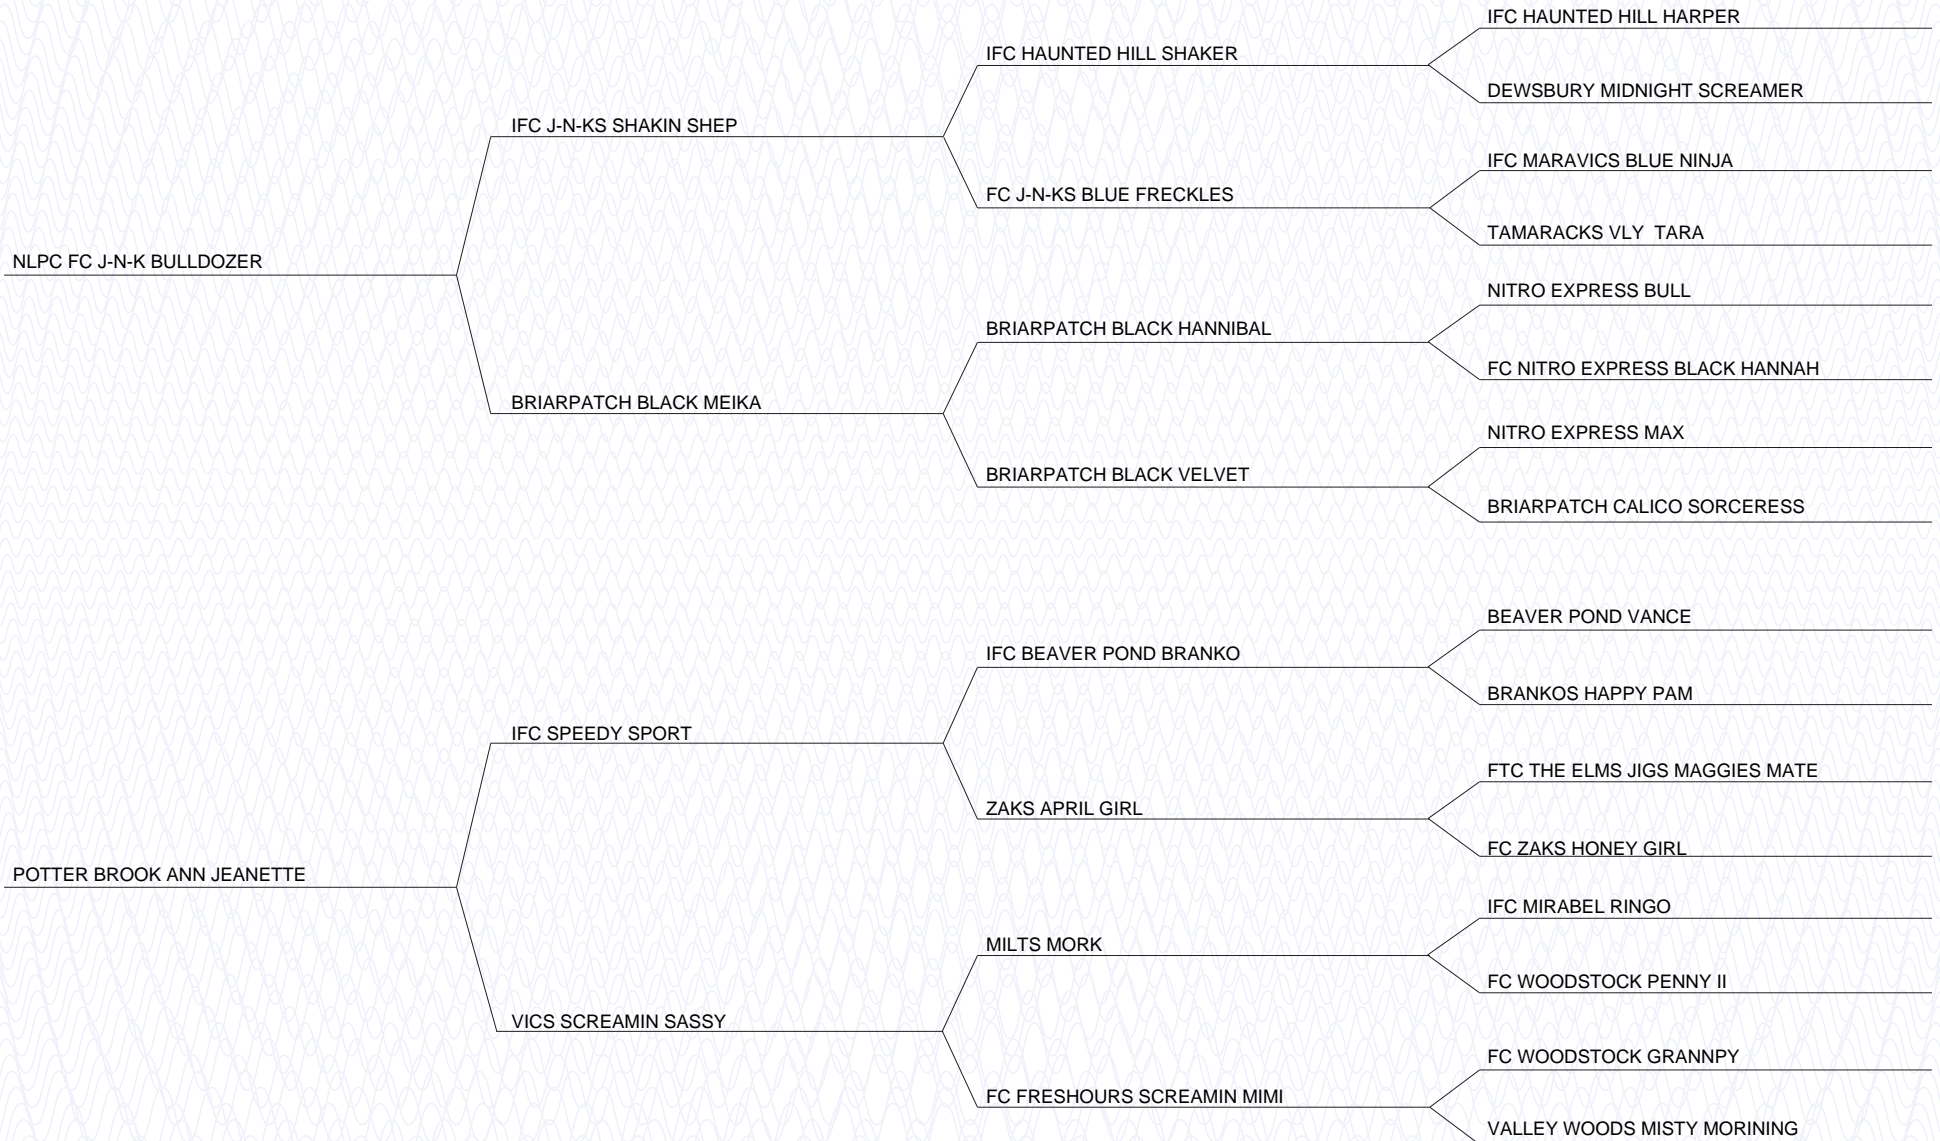 IFC HAUNTED HILL HARPER
IFC HAUNTED HILL SHAKER
DEWSBURY MIDNIGHT SCREAMER
IFC J-N-KS SHAKIN SHEP
IFC MARAVICS BLUE NINJA
FC J-N-KS BLUE FRECKLES
TAMARACKS VLY  TARA
NLPC FC J-N-K BULLDOZER
NITRO EXPRESS BULL
BRIARPATCH BLACK HANNIBAL
FC NITRO EXPRESS BLACK HANNAH
BRIARPATCH BLACK MEIKA
NITRO EXPRESS MAX
BRIARPATCH BLACK VELVET
BRIARPATCH CALICO SORCERESS
BEAVER POND VANCE
IFC BEAVER POND BRANKO
BRANKOS HAPPY PAM
IFC SPEEDY SPORT
FTC THE ELMS JIGS MAGGIES MATE
ZAKS APRIL GIRL
FC ZAKS HONEY GIRL
POTTER BROOK ANN JEANETTE
IFC MIRABEL RINGO
MILTS MORK
FC WOODSTOCK PENNY II
VICS SCREAMIN SASSY
FC WOODSTOCK GRANNPY
FC FRESHOURS SCREAMIN MIMI
VALLEY WOODS MISTY MORINING